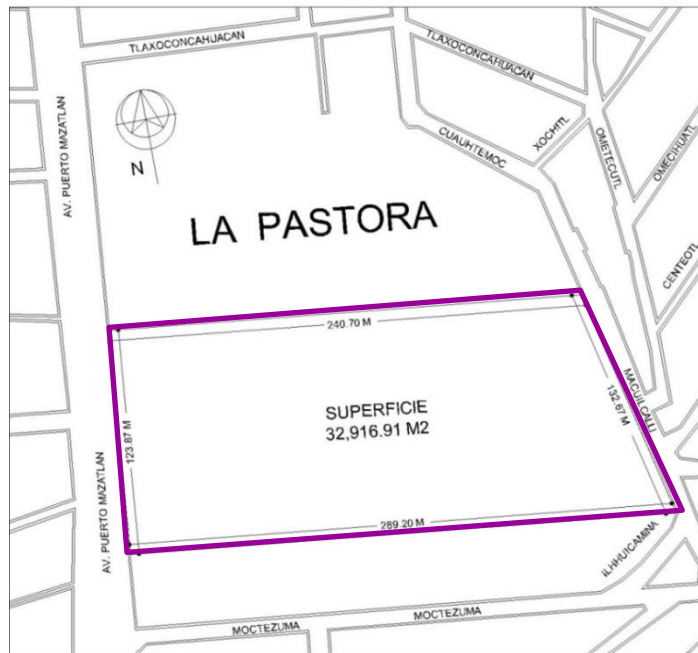 TLAXOCONCAHUACAN
TLAXOCONCAHUACAN
AV. PUERTO MAZATLAN
N
CUAUHTEMOC
XOCHITL
OMETECUTL
OMECIHUATL
LA PASTORA
CENTEOTL
240.70 M
MACUILCALLI
132.67 M
SUPERFICIE
32,916.91 M2
123.87 M
AV. PUERTO MAZATLAN
289.20 M
ILHHUICAMINA
MOCTEZUMA
MOCTEZUMA